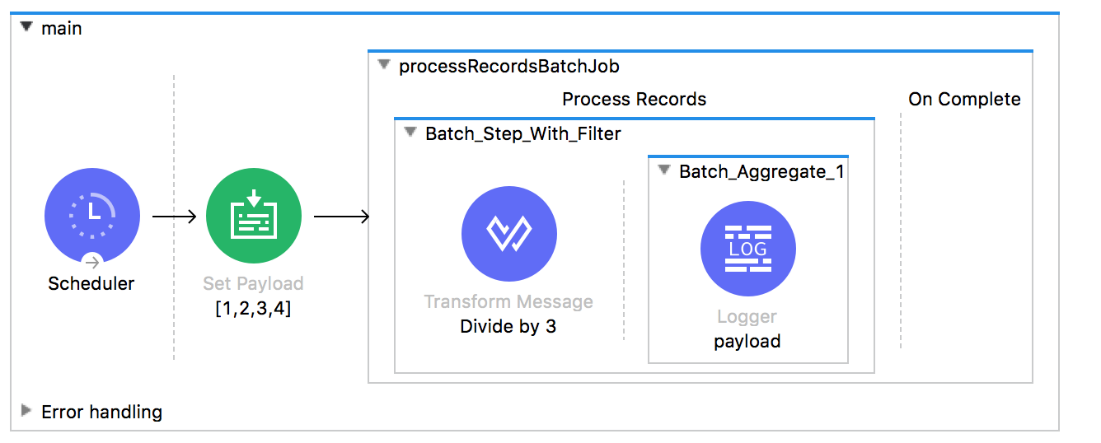 main
processRecordsBatchJob
Process Records
On Complete
Batch_Step_With_Filter
Batch_Aggregate_1
LOG
Scheduler
Set Payload
[1,2,3,4]
Transform Message
Divide by 3
Logger
payload
Error handling